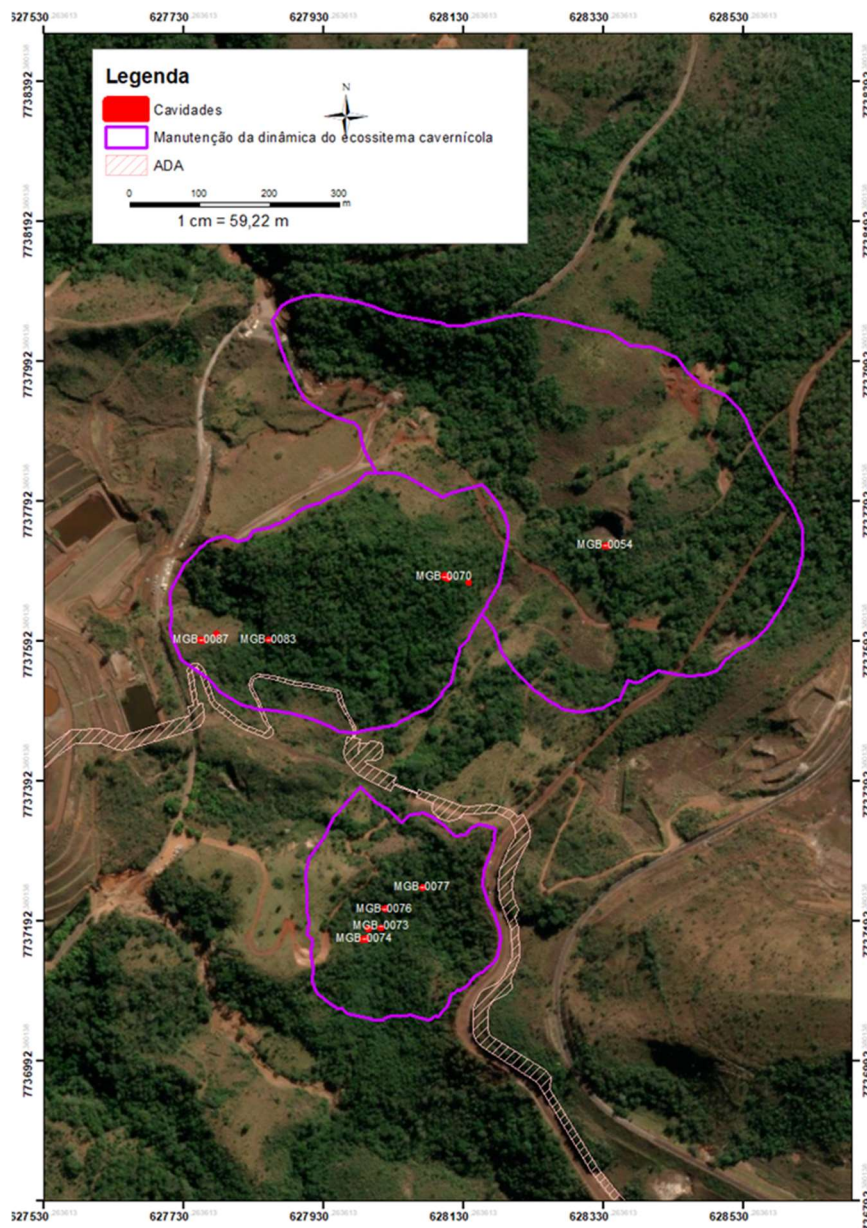 527530
627730
627930
628130
628330
628530
7738392
Legenda
N
Cavidades
Manutenção da dinâmica do ecossitema cavernícola
ADA
0 100 200 300
m
1 cm = 59,22 m
7738192
7737992
7737792
MGB-0054
MGB-0070
7737592
MGB-0087
MGB-0083
7737392
MGB-0077
7737192
MGB-0076
MGB-0073
MGB-0074
7736992
527530
627730
627930
628130
628330
628530